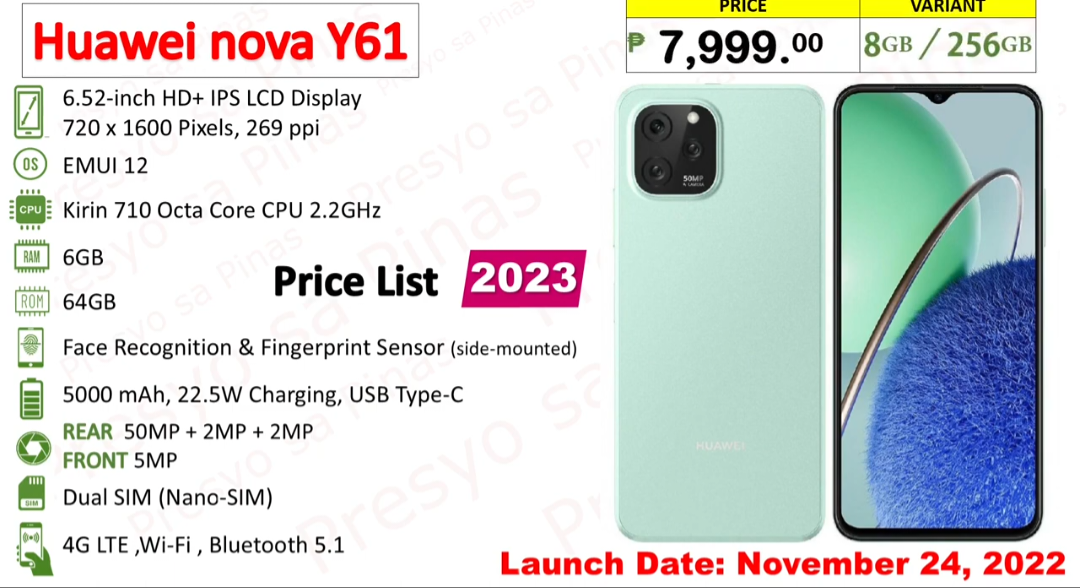 Huawei nova Y61
PRICE
VARIANT
₱ 7,999.00
8GB / 256GB
6.52-inch HD+ IPS LCD Display
720 x 1600 Pixels, 269 ppi
OS
EMUI 12
CPU
Kirin 710 Octa Core CPU 2.2GHz
RAM
6GB
ROM
64GB
Price List 2023
Face Recognition & Fingerprint Sensor (side-mounted)
5000 mAh, 22.5W Charging, USB Type-C
REAR 50MP + 2MP + 2MP
FRONT 5MP
SIM
Dual SIM (Nano-SIM)
4G LTE ,Wi-Fi , Bluetooth 5.1
50MP
HUAWEI
Launch Date: November 24, 2022
Presyo sa Pinas